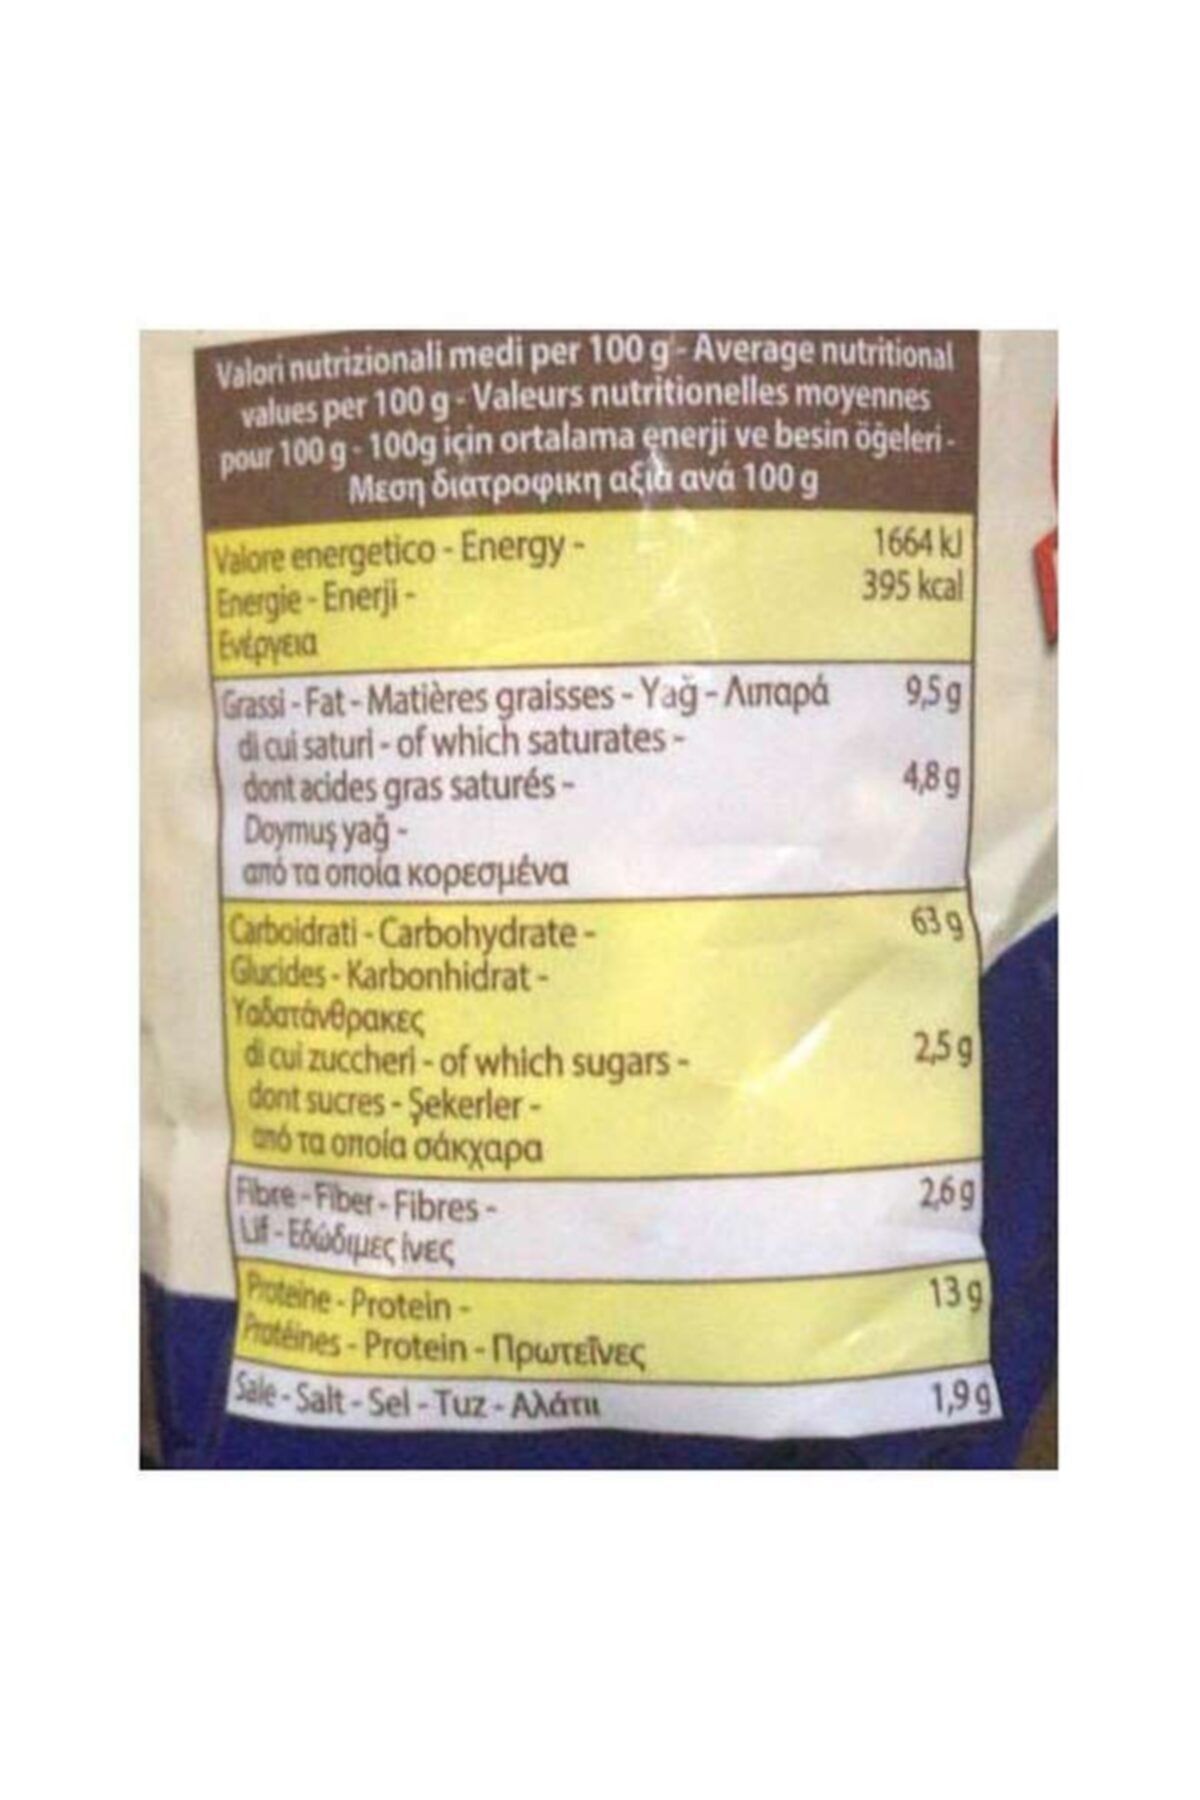 Valori nutrizionali medi per 100 g - Average nutritional
values per 100 g - Valeurs nutritionelles moyennes
pour 100 g - 100g için ortalama enerji ve besin öğeleri -
Μεση διατροφικη αξιά ανά 100 g
Valore energetico - Energy - 1664 kJ
Energie - Enerji - 395 kcal
Ενέργεια
Grassi - Fat - Matières graisses - Yağ - Λιπαρά 9,5 g
di cui saturi - of which saturates -
dont acides gras saturés - 4,8 g
Doymuş yağ -
από τα οποία κορεσμένα
Carboidrati - Carbohydrate - 63 g
Glucides - Karbonhidrat -
Υαδατάνθρακες
di cui zuccheri - of which sugars - 2,5 g
dont sucres - Şekerler -
από τα οποία σάκχαρα
Fibre - Fiber - Fibres - 2,6 g
Lif - Εδώδιμες ίνες
Proteine - Protein - 13 g
Protéines - Protein - Πρωτεΐνες
Sale - Salt - Sel - Tuz - Αλάτιι 1,9 g